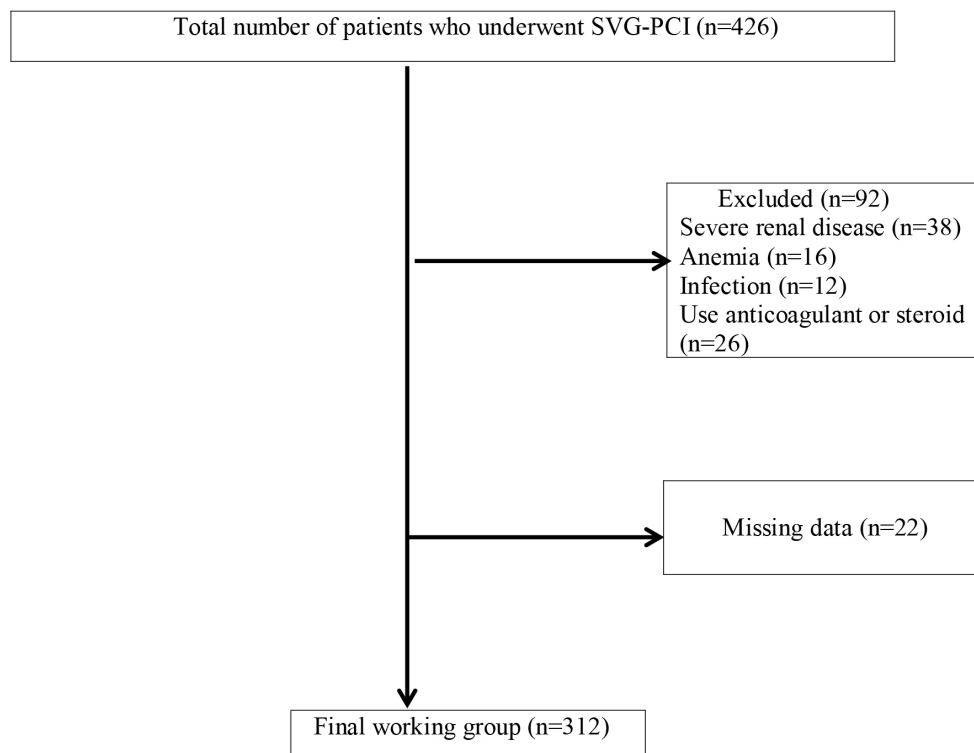 Total number of patients who underwent SVG-PCI (n=426)
Excluded (n=92)
Severe renal disease (n=38)
Anemia (n=16)
Infection (n=12)
Use anticoagulant or steroid
(n=26)
Missing data (n=22)
Final working group (n=312)